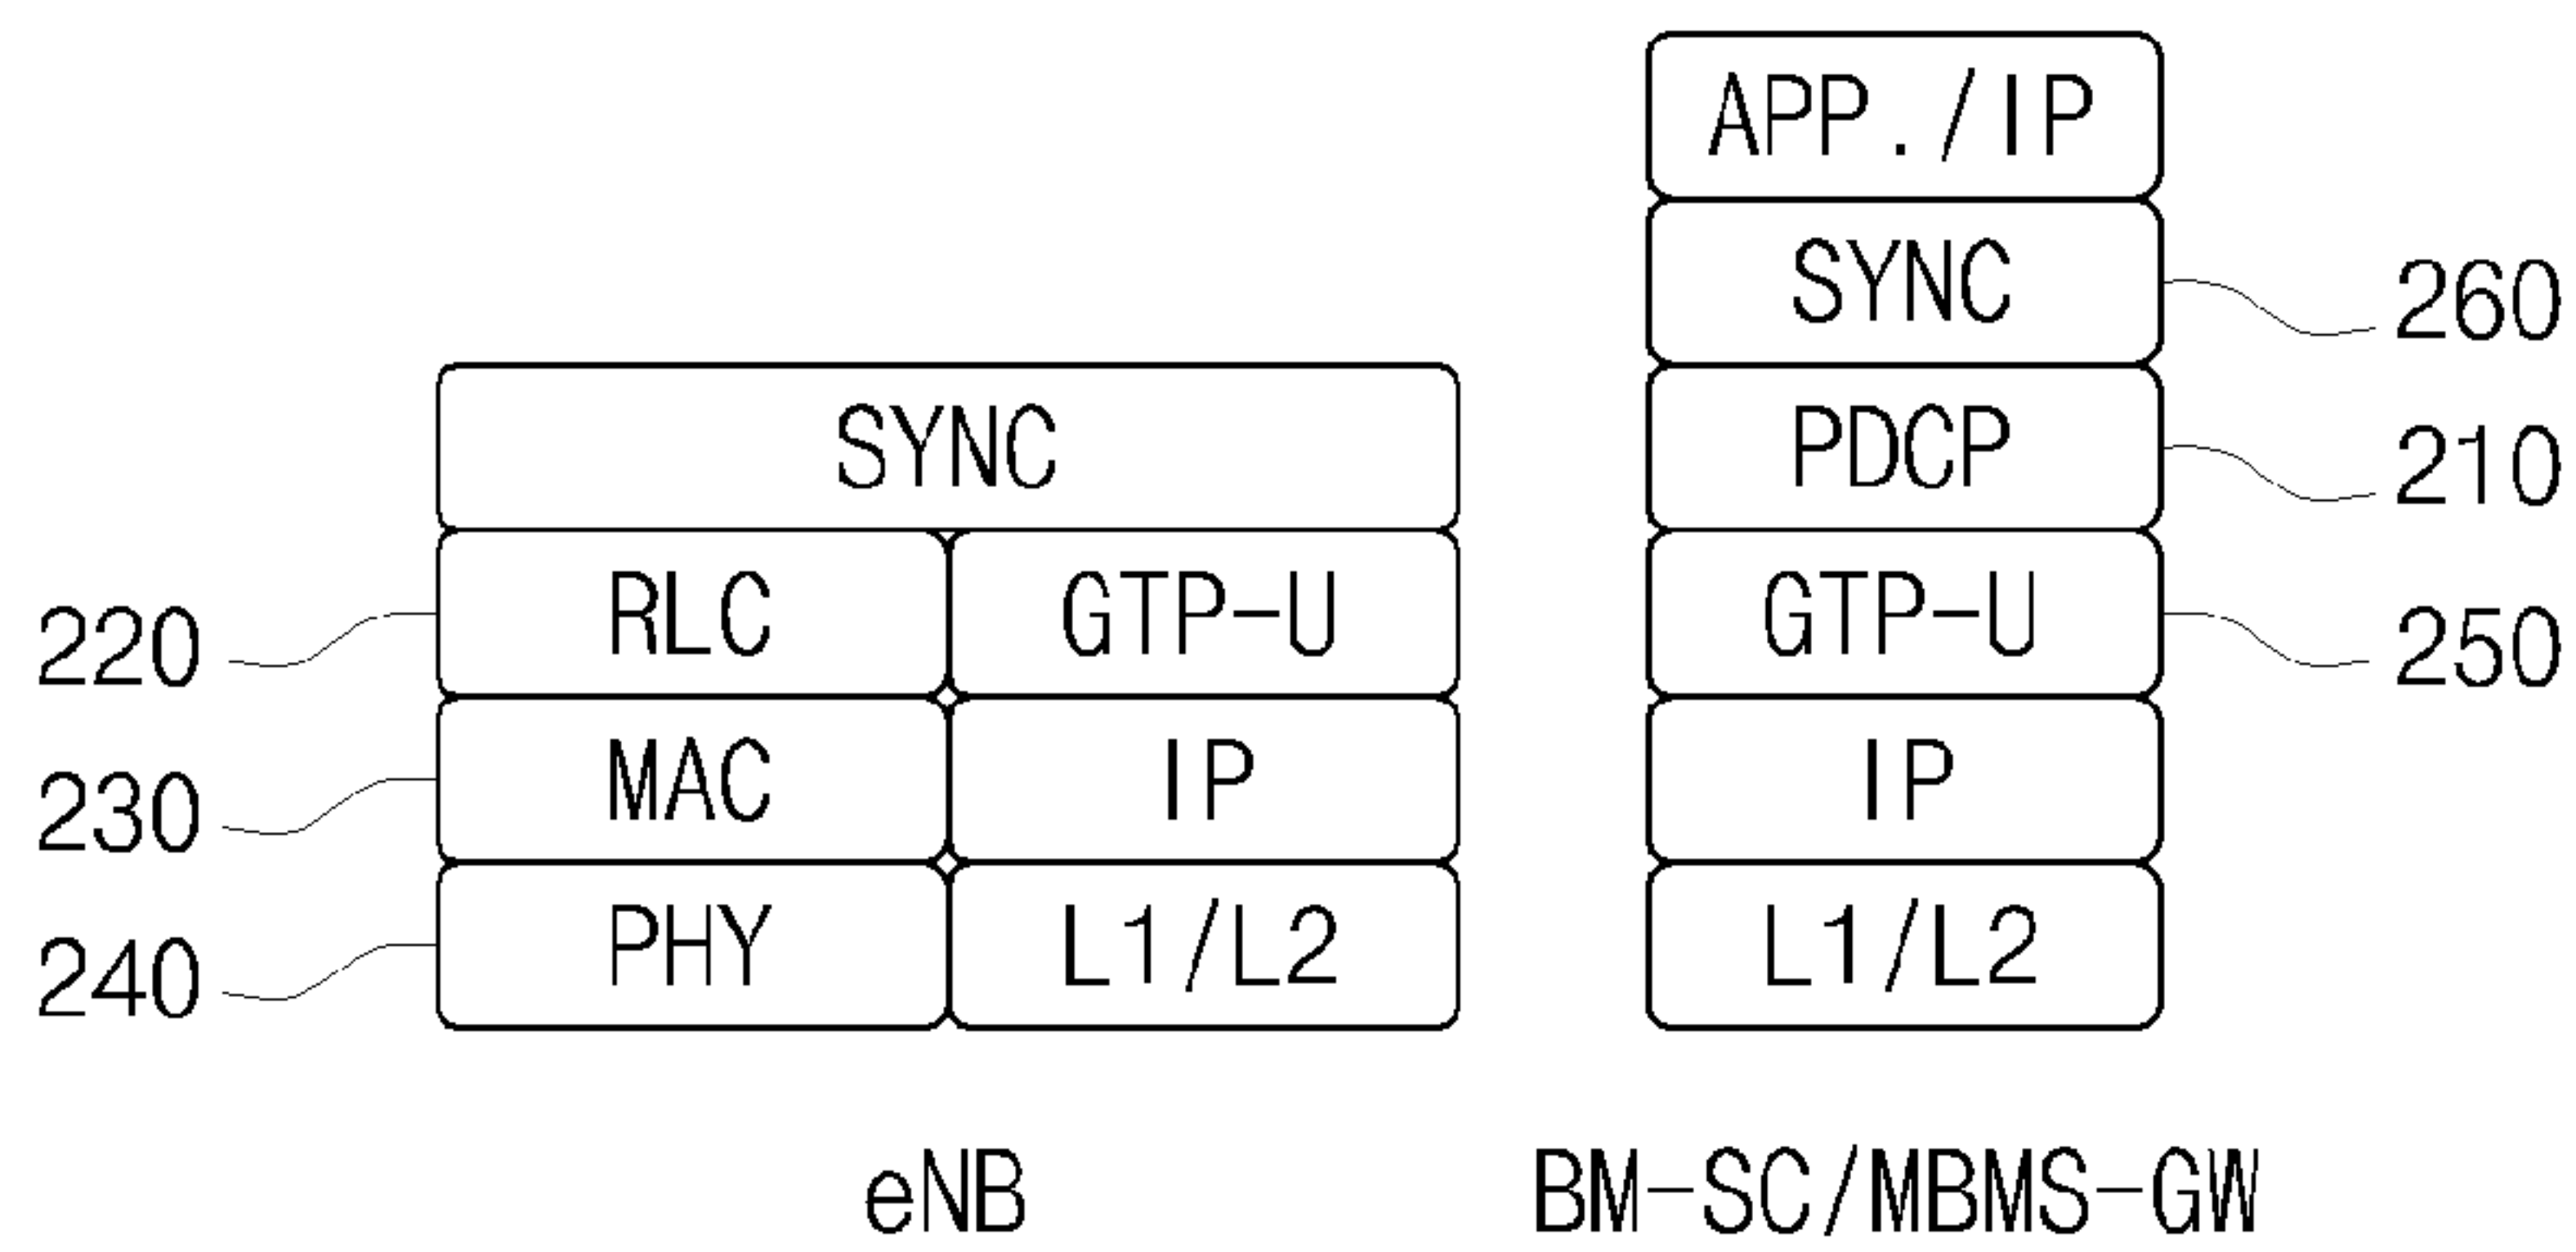 APP./IP
SYNC 260
SYNC PDCP 210
220 RLC GTP-U GTP-U 250
230 MAC IP IP
240 PHY L1/L2 L1/L2
eNB BM-SC/MBMS-GW